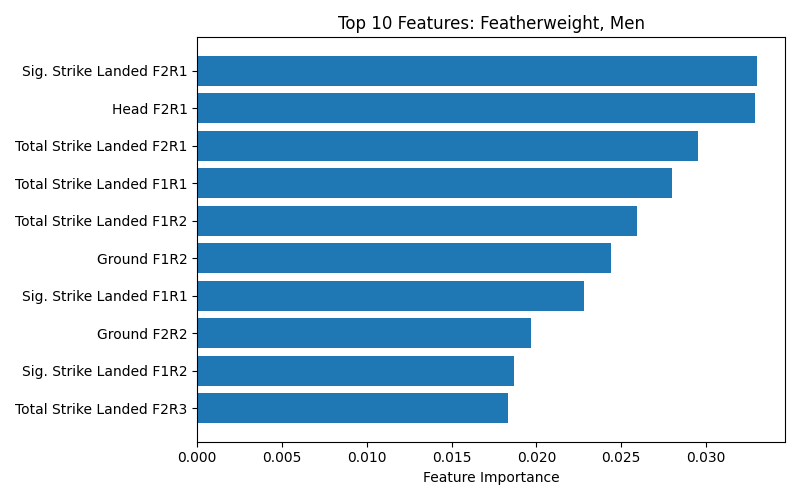 Top 10 Features: Featherweight, Men
Sig. Strike Landed F2R1
Head F2R1
Total Strike Landed F2R1
Total Strike Landed F1R1
Total Strike Landed F1R2
Ground F1R2
Sig. Strike Landed F1R1
Ground F2R2
Sig. Strike Landed F1R2
Total Strike Landed F2R3
0.000 0.005 0.010 0.015 0.020 0.025 0.030
Feature Importance